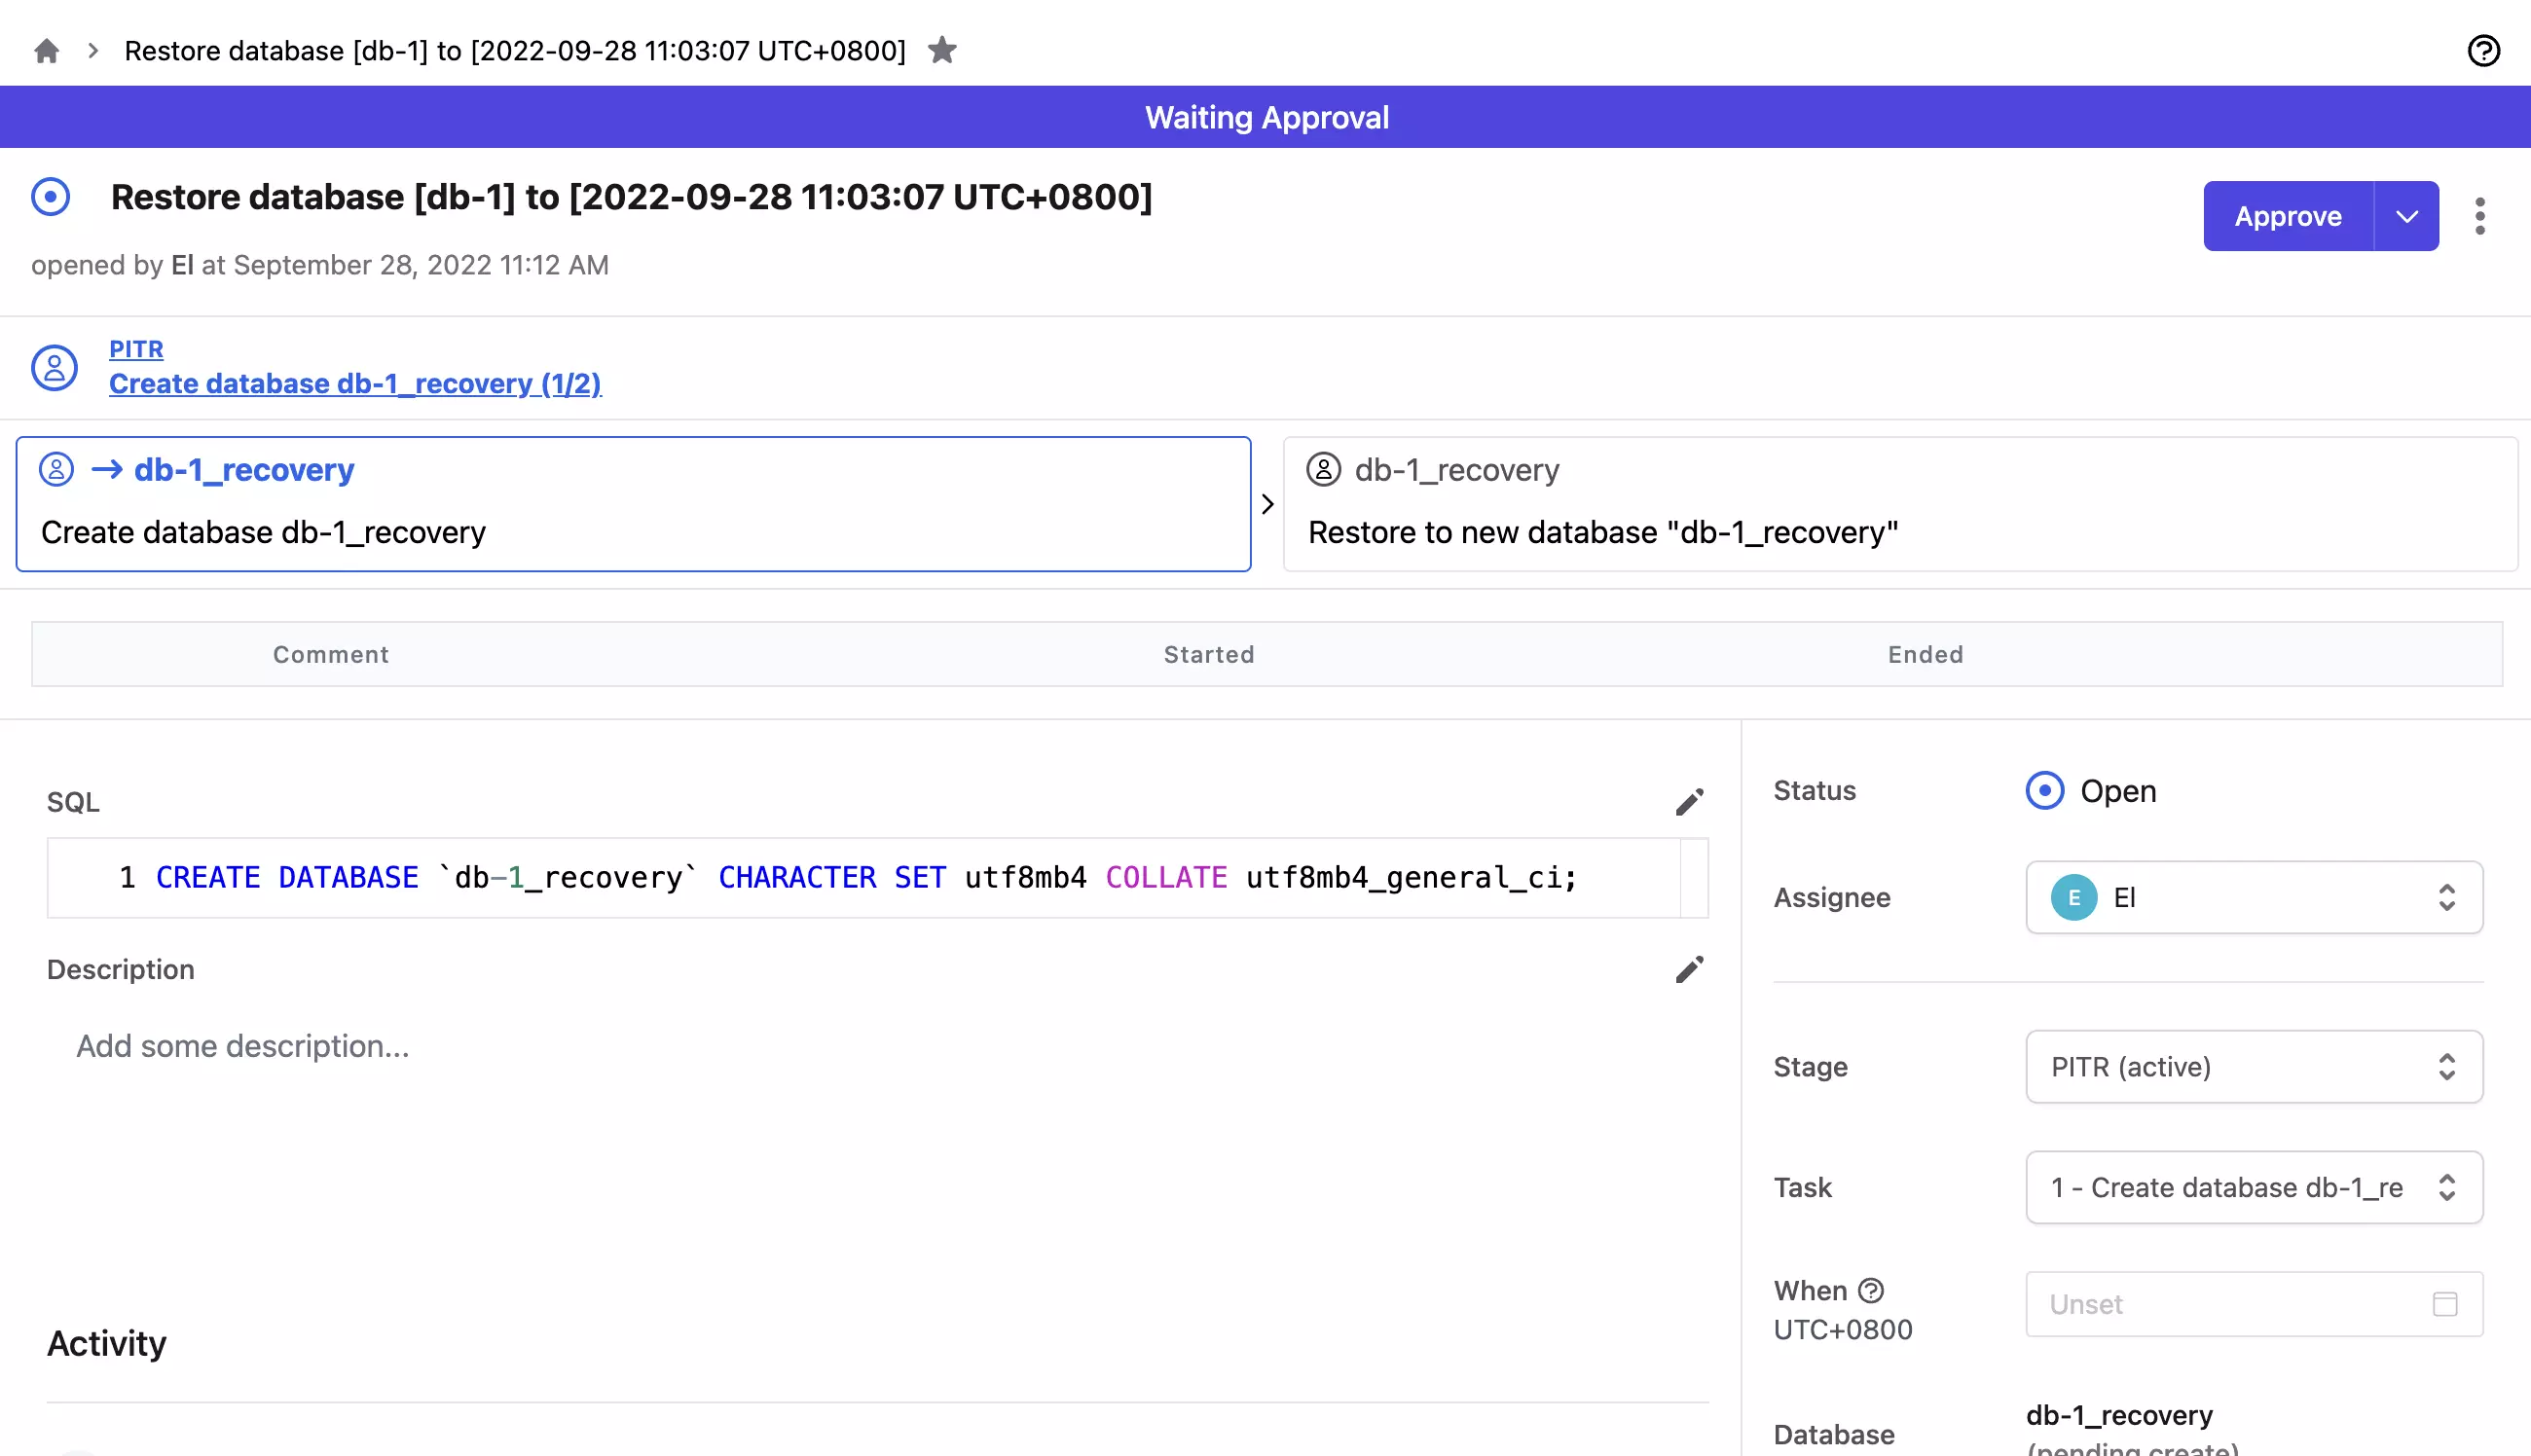 Restore database [db-1] to [2022-09-28 11:03:07 UTC+0800]
Waiting Approval
Restore database [db-1] to [2022-09-28 11:03:07 UTC+0800]
Approve
opened by El at September 28, 2022 11:12 AM
PITR
Create database db-1_recovery (1/2)
→ db-1_recovery
Create database db-1_recovery
db-1_recovery
Restore to new database "db-1_recovery"
Comment Started Ended
SQL
1 CREATE DATABASE `db-1_recovery` CHARACTER SET utf8mb4 COLLATE utf8mb4_general_ci;
Description
Add some description...
Activity
Status Open
Assignee E El
Stage PITR (active)
Task 1 - Create database db-1_re
When Unset
UTC+0800
Database db-1_recovery
(pending create)